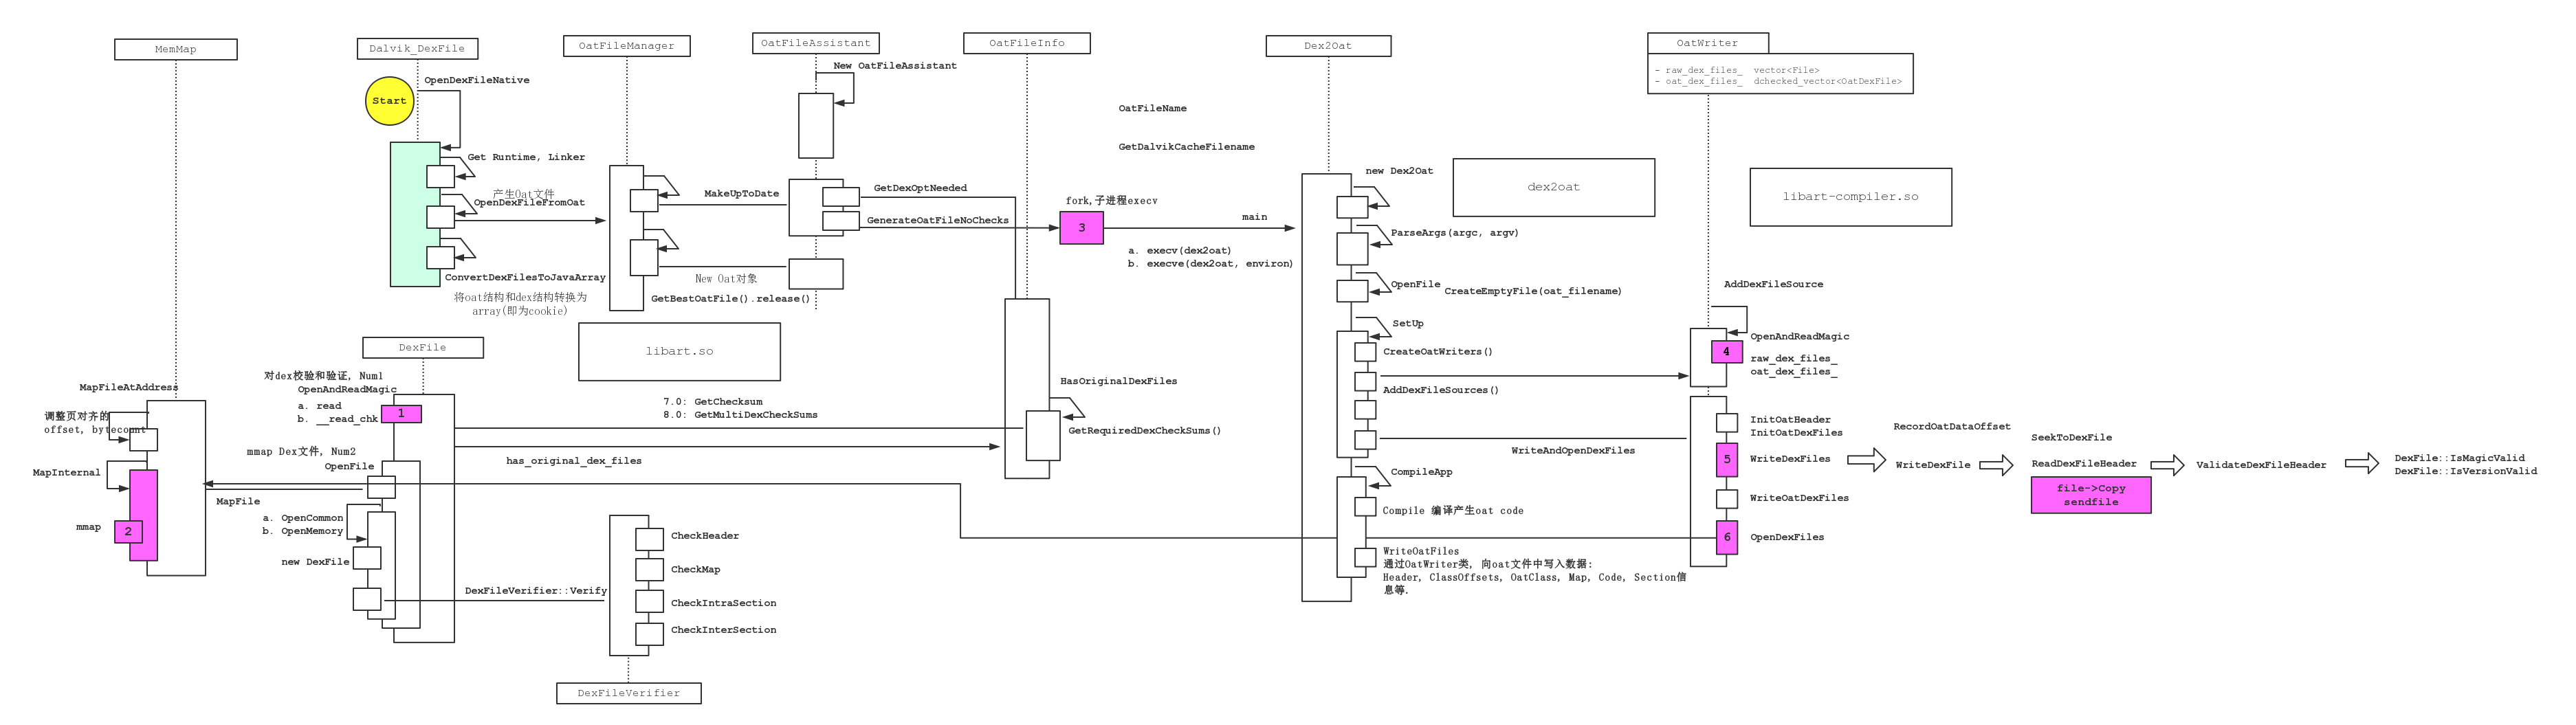 MemMap
Dalvik_DexFile
OatFileManager
OatFileAssistant
OatFileInfo
Dex2Oat
OatWriter
- raw_dex_files_  vector<File>
- oat_dex_files_  dchecked_vector<OatDexFile>
Start
OpenDexFileNative
Get Runtime, Linker
产生Oat文件
OpenDexFileFromOat
ConvertDexFilesToJavaArray
将oat结构和dex结构转换为
array(即为cookie)
New OatFileAssistant
MakeUpToDate
New Oat对象
GetBestOatFile().release()
libart.so
GetDexOptNeeded
GenerateOatFileNoChecks
OatFileName
GetDalvikCacheFilename
fork,子进程execv
3
main
a. execv(dex2oat)
b. execve(dex2oat, environ)
new Dex2Oat
ParseArgs(argc, argv)
OpenFile
CreateEmptyFile(oat_filename)
SetUp
CreateOatWriters()
AddDexFileSources()
WriteAndOpenDexFiles
CompileApp
Compile 编译产生oat code
WriteOatFiles
通过OatWriter类, 向oat文件中写入数据:
Header, ClassOffsets, OatClass, Map, Code, Section信
息等.
dex2oat
libart-compiler.so
AddDexFileSource
OpenAndReadMagic
4
raw_dex_files_
oat_dex_files_
InitOatHeader
InitOatDexFiles
5
WriteDexFiles
WriteOatDexFiles
6
OpenDexFiles
RecordOatDataOffset
WriteDexFile
SeekToDexFile
ReadDexFileHeader
file->Copy
sendfile
ValidateDexFileHeader
DexFile::IsMagicValid
DexFile::IsVersionValid
DexFile
对dex校验和验证, Num1
OpenAndReadMagic
a. read
b. __read_chk
1
7.0: GetChecksum
8.0: GetMultiDexCheckSums
has_original_dex_files
HasOriginalDexFiles
GetRequiredDexCheckSums()
MapFileAtAddress
调整页对齐的
offset, bytecount
MapInternal
mmap
2
mmap Dex文件, Num2
OpenFile
MapFile
a. OpenCommon
b. OpenMemory
new DexFile
DexFileVerifier::Verify
CheckHeader
CheckMap
CheckIntraSection
CheckInterSection
DexFileVerifier